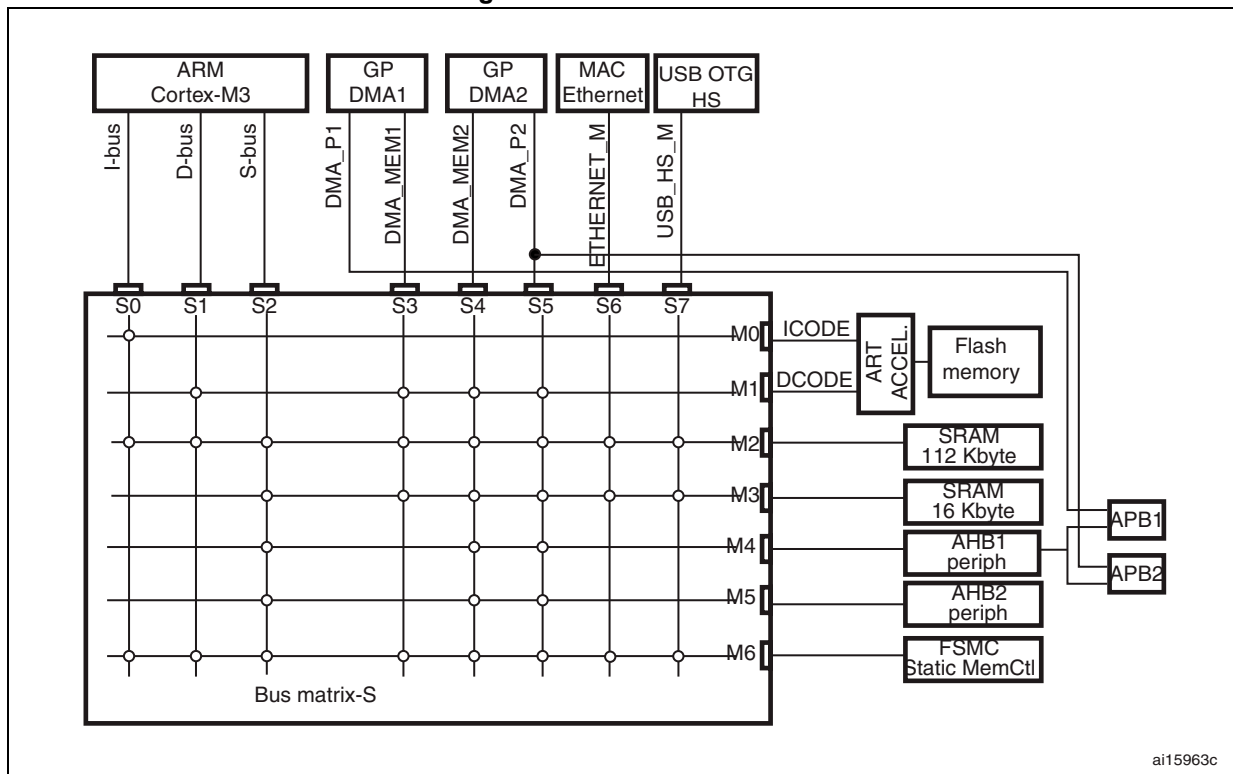 ARM
Cortex-M3
GP
DMA1
GP
DMA2
MAC
Ethernet
USB OTG
HS
I-bus
D-bus
S-bus
DMA_P1
DMA_MEM1
DMA_MEM2
DMA_P2
ETHERNET_M
USB_HS_M
S0
S1
S2
S3
S4
S5
S6
S7
M0
ICODE
M1
DCODE
ART
ACCEL.
Flash
memory
M2
SRAM
112 Kbyte
M3
SRAM
16 Kbyte
M4
AHB1
periph
APB1
APB2
M5
AHB2
periph
M6
FSMC
Static MemCtl
Bus matrix-S
ai15963c